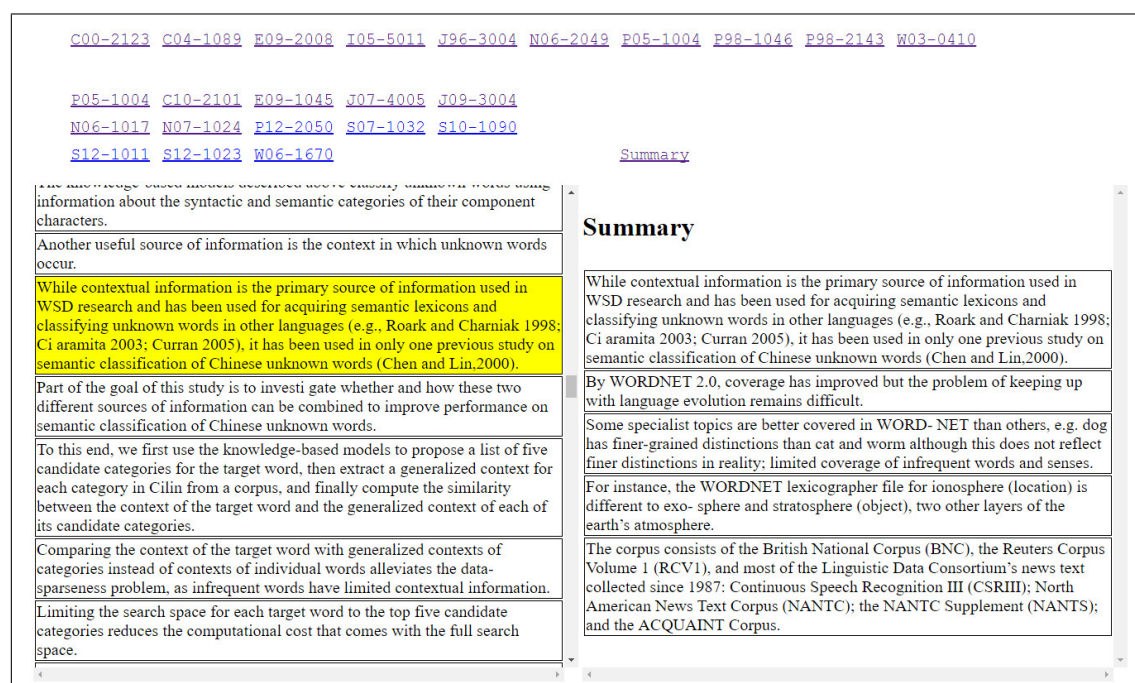 C00-2123 C04-1089 E09-2008 I05-5011 J96-3004 N06-2049 P05-1004 P98-1046 P98-2143 W03-0410
P05-1004 C10-2101 E09-1045 J07-4005 J09-3004
N06-1017 N07-1024 P12-2050 S07-1032 S10-1090
S12-1011 S12-1023 W06-1670
Summary
The knowledge-based models described above classify unknown words using
information about the syntactic and semantic categories of their component
characters.
Another useful source of information is the context in which unknown words
occur.
While contextual information is the primary source of information used in
WSD research and has been used for acquiring semantic lexicons and
classifying unknown words in other languages (e.g., Roark and Charniak 1998;
Ci aramita 2003; Curran 2005), it has been used in only one previous study on
semantic classification of Chinese unknown words (Chen and Lin,2000).
Part of the goal of this study is to investi gate whether and how these two
different sources of information can be combined to improve performance on
semantic classification of Chinese unknown words.
To this end, we first use the knowledge-based models to propose a list of five
candidate categories for the target word, then extract a generalized context for
each category in Cilin from a corpus, and finally compute the similarity
between the context of the target word and the generalized context of each of
its candidate categories.
Comparing the context of the target word with generalized contexts of
categories instead of contexts of individual words alleviates the data-
sparseness problem, as infrequent words have limited contextual information.
Limiting the search space for each target word to the top five candidate
categories reduces the computational cost that comes with the full search
space.
Summary
While contextual information is the primary source of information used in
WSD research and has been used for acquiring semantic lexicons and
classifying unknown words in other languages (e.g., Roark and Charniak 1998;
Ci aramita 2003; Curran 2005), it has been used in only one previous study on
semantic classification of Chinese unknown words (Chen and Lin,2000).
By WORDNET 2.0, coverage has improved but the problem of keeping up
with language evolution remains difficult.
Some specialist topics are better covered in WORD- NET than others, e.g. dog
has finer-grained distinctions than cat and worm although this does not reflect
finer distinctions in reality; limited coverage of infrequent words and senses.
For instance, the WORDNET lexicographer file for ionosphere (location) is
different to exo- sphere and stratosphere (object), two other layers of the
earth's atmosphere.
The corpus consists of the British National Corpus (BNC), the Reuters Corpus
Volume 1 (RCV1), and most of the Linguistic Data Consortium's news text
collected since 1987: Continuous Speech Recognition III (CSRIII); North
American News Text Corpus (NANTC); the NANTC Supplement (NANTS);
and the ACQUAINT Corpus.